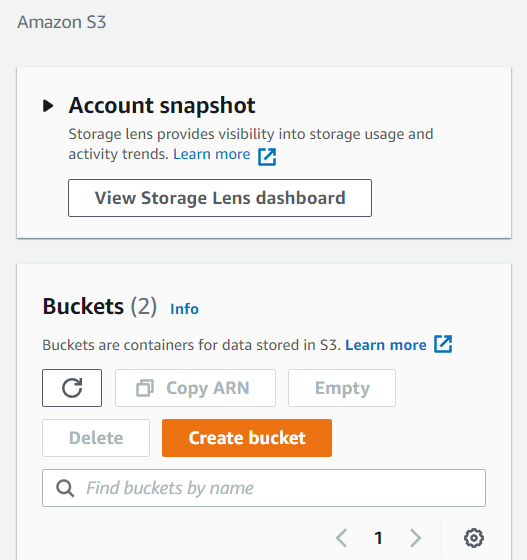 Amazon S3
Account snapshot
Storage lens provides visibility into storage usage and
activity trends. Learn more
View Storage Lens dashboard
Buckets (2) Info
Buckets are containers for data stored in S3. Learn more
Copy ARN Empty
Delete Create bucket
Find buckets by name
1